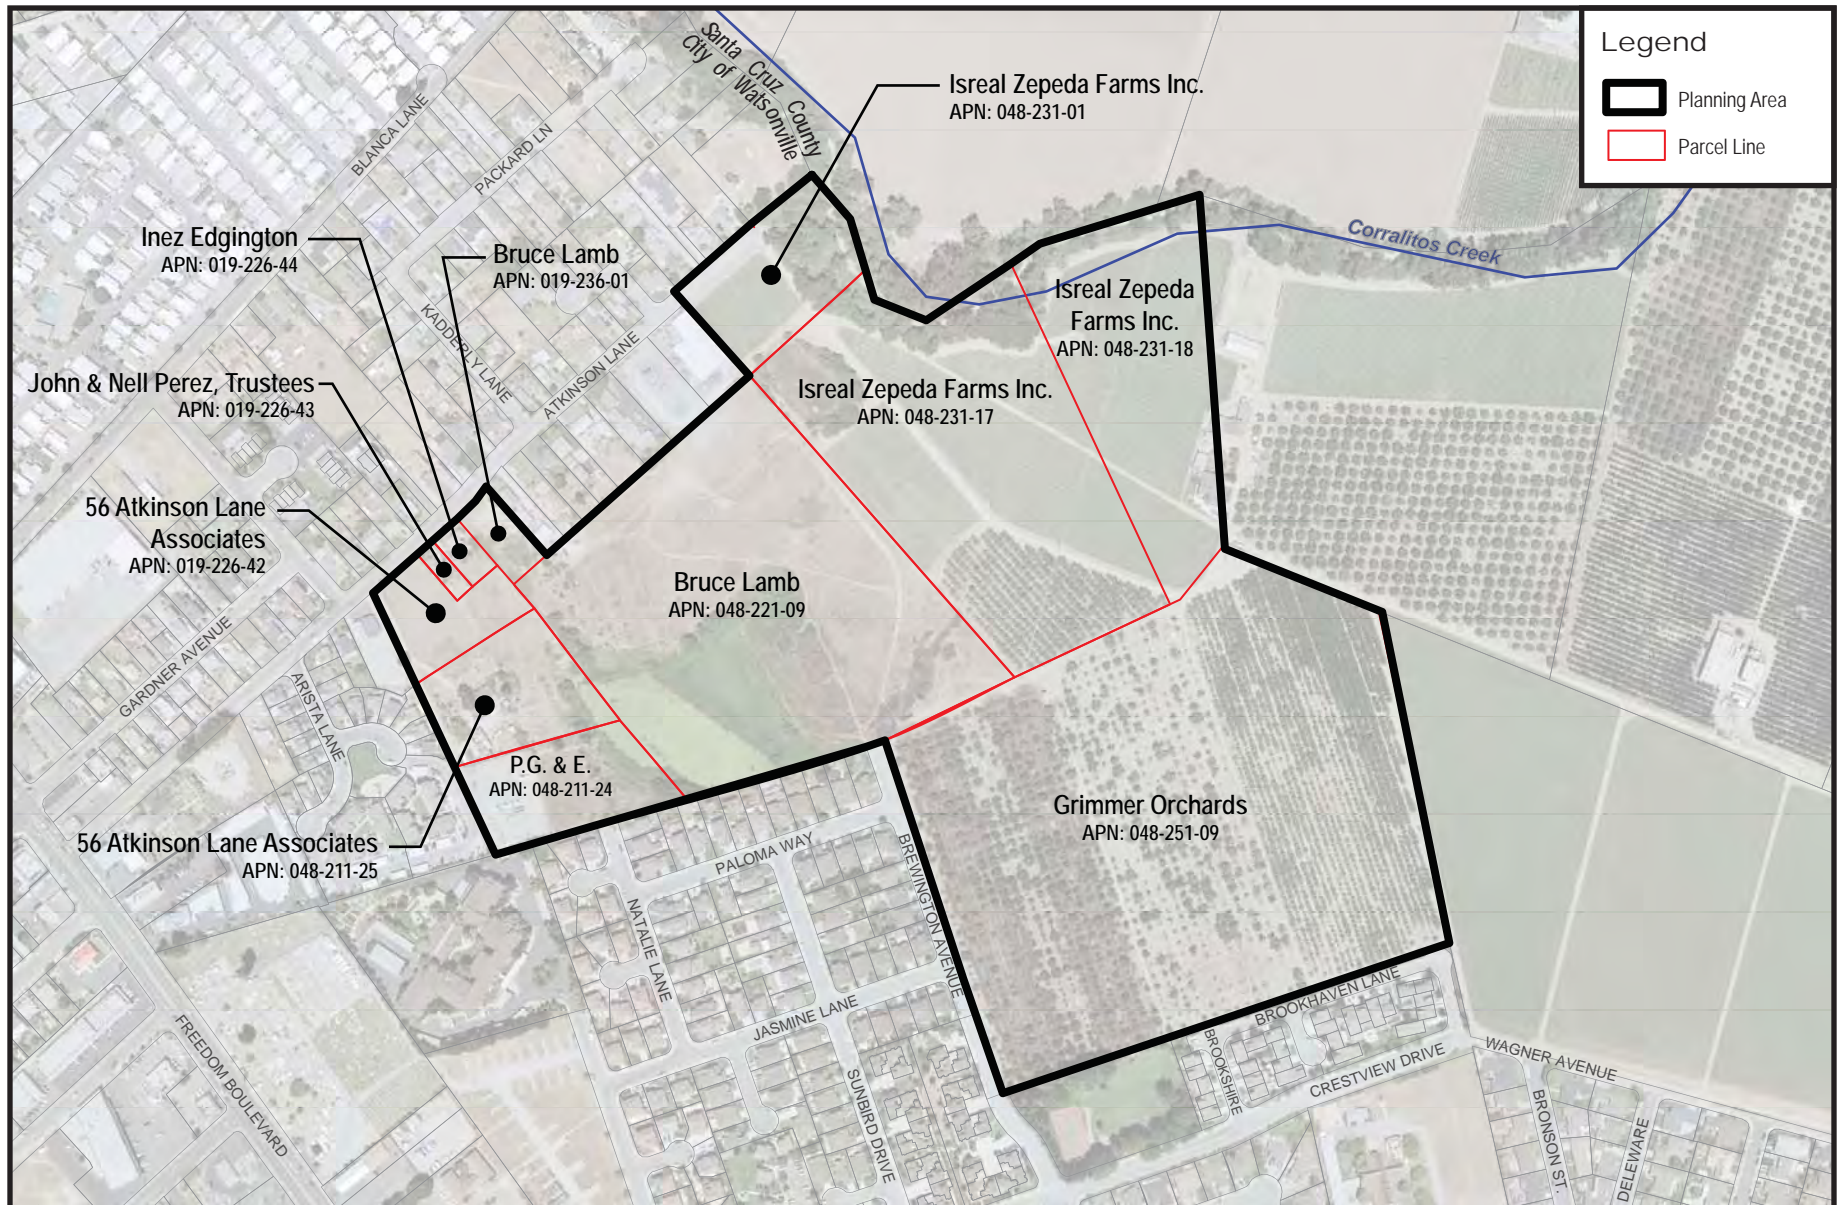 Legend
Planning Area
Parcel Line
Santa Cruz County
City of Watsonville
Isreal Zepeda Farms Inc.
APN: 048-231-01
BLANCA LANE
PACKARD LN
Inez Edgington
APN: 019-226-44
Bruce Lamb
APN: 019-236-01
Corralitos Creek
Isreal Zepeda
Farms Inc.
APN: 048-231-18
KADDERLY LANE
ATKINSON LANE
John & Nell Perez, Trustees
APN: 019-226-43
Isreal Zepeda Farms Inc.
APN: 048-231-17
56 Atkinson Lane
Associates
APN: 019-226-42
Bruce Lamb
APN: 048-221-09
GARDNER AVENUE
ARISTA LANE
P.G. & E.
APN: 048-211-24
Grimmer Orchards
APN: 048-251-09
56 Atkinson Lane Associates
APN: 048-211-25
PALOMA WAY
BREWINGTON AVENUE
NATALIE LANE
JASMINE LANE
BROOKHAVEN LANE
FREEDOM BOULEVARD
SUNBIRD DRIVE
BROOKSHIRE
CRESTVIEW DRIVE
WAGNER AVENUE
BRONSON ST.
DELEWARE